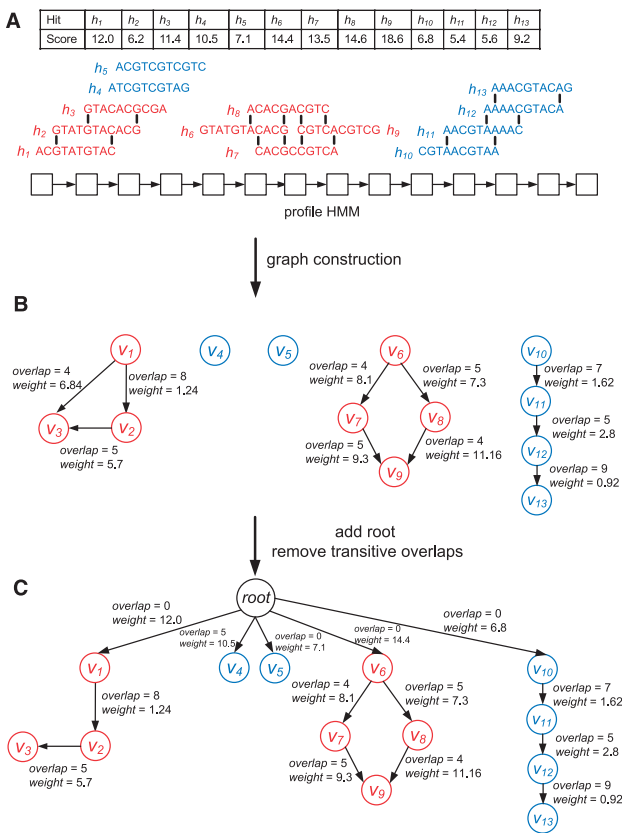 A
Hit h1 h2 h3 h4 h5 h6 h7 h8 h9 h10 h11 h12 h13
Score 12.0 6.2 11.4 10.5 7.1 14.4 13.5 14.6 18.6 6.8 5.4 5.6 9.2
h5 ACGTCGTCGTC
h4 ATCGTCGTAG
h3 GTACACGCGA
h2 GTATGTACACG
h1 ACGTATGTAC
h8 ACACGACGTC
h6 GTATGTACACG CGTCACGTCG h9
h7 CACGCCGTCA
h13 AAACGTACAG
h12 AAAACGTACA
h11 AACGTAAAAC
h10 CGTAACGTAA
profile HMM
graph construction
B
v1
overlap = 4
weight = 6.84
overlap = 8
weight = 1.24
v3
v2
overlap = 5
weight = 5.7
v4
v5
v6
overlap = 4
weight = 8.1
overlap = 5
weight = 7.3
v7
v8
overlap = 5
weight = 9.3
overlap = 4
weight = 11.16
v9
v10
overlap = 7
weight = 1.62
v11
overlap = 5
weight = 2.8
v12
overlap = 9
weight = 0.92
v13
add root
remove transitive overlaps
C
root
overlap = 0
weight = 12.0
overlap = 5
weight = 10.5
overlap = 0
weight = 7.1
overlap = 0
weight = 14.4
overlap = 0
weight = 6.8
v1
overlap = 8
weight = 1.24
v3
v2
overlap = 5
weight = 5.7
v4
v5
v6
overlap = 4
weight = 8.1
overlap = 5
weight = 7.3
v7
v8
overlap = 5
weight = 9.3
overlap = 4
weight = 11.16
v9
v10
overlap = 7
weight = 1.62
v11
overlap = 5
weight = 2.8
v12
overlap = 9
weight = 0.92
v13